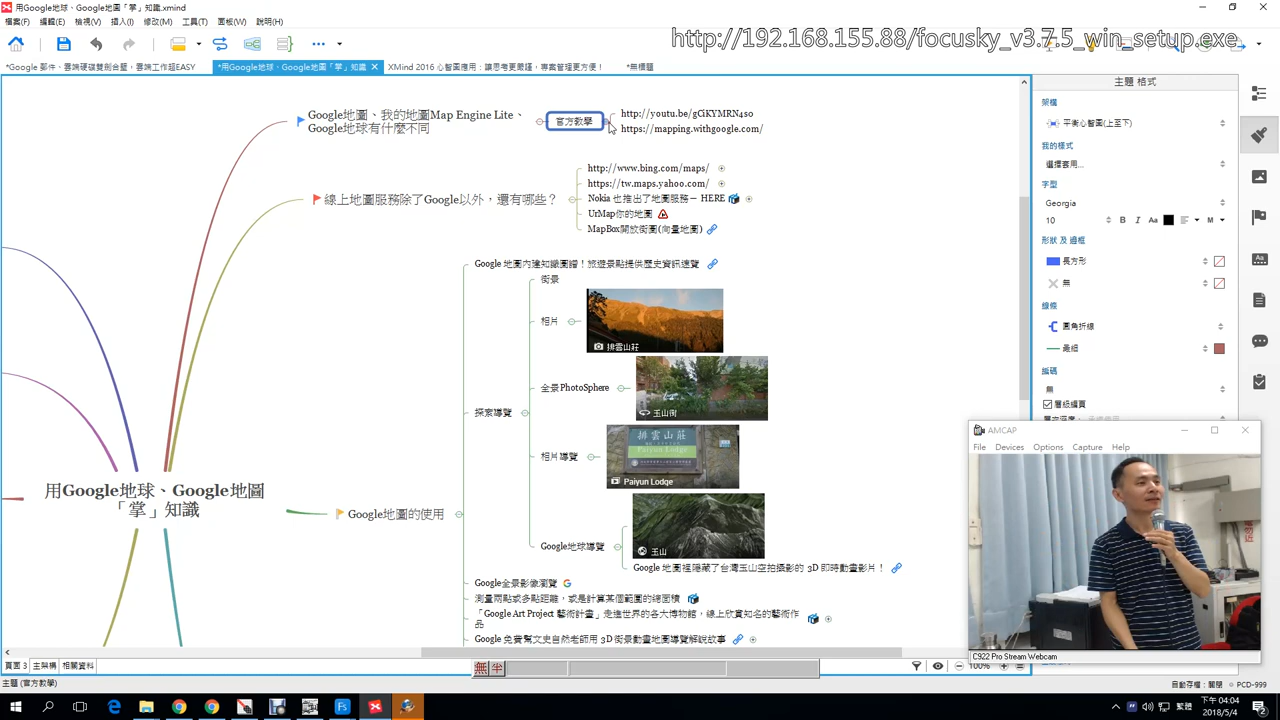 用Google地球、Google地圖「掌」知識.xmind
檔案(F) 編輯(E) 檢視(V) 插入(I) 修改(M) 工具(T) 面板(W) 說明(H)
http://192.168.155.88/focusky_v3.7.5_win_setup.exe
*Google 郵件、雲端硬碟雙劍合璧，雲端工作超EASY
*用Google地球、Google地圖「掌」知識
XMind 2016 心智圖應用：讓思考更嚴謹，專案管理更方便！
*無標題
Google地圖、我的地圖Map Engine Lite、
Google地球有什麼不同
官方教學
http://youtu.be/gCiKYMRN4so
https://mapping.withgoogle.com/
線上地圖服務除了Google以外，還有哪些？
http://www.bing.com/maps/
https://tw.maps.yahoo.com/
Nokia 也推出了地圖服務－ HERE
UrMap你的地圖
MapBox開放街圖(向量地圖)
用Google地球、Google地圖
「掌」知識
Google地圖的使用
Google 地圖內建知識圖譜！旅遊景點提供歷史資訊速覽
探索導覽
街景
相片
排雲山莊
全景PhotoSphere
玉山街
相片導覽
排雲山莊
Paiyun Lodge
Paiyun Lodge
Google地球導覽
玉山
Google 地圖裡隱藏了台灣玉山空拍攝影的 3D 即時動畫影片！
Google全景影像瀏覽
測量兩點或多點距離，或是計算某個範圍的總面積
「Google Art Project 藝術計畫」走進世界的各大博物館，線上欣賞知名的藝術作
品
Google 免費幫文史自然老師用 3D 街景動畫地圖導覽解說故事
主題 格式
架構
平衡心智圖(上至下)
我的樣式
選擇套用...
字型
Georgia
10 B I Aa M
形狀 及 邊框
長方形
無
線條
圓角折線
最細
編碼
無
層級編頁
AMCAP
File Devices Options Capture Help
C922 Pro Stream Webcam
頁面 3 主架構 相關資料
無 半
100%
主題 (官方教學)
自動存檔：關閉 PCD-999
下午 04:04
2018/5/4